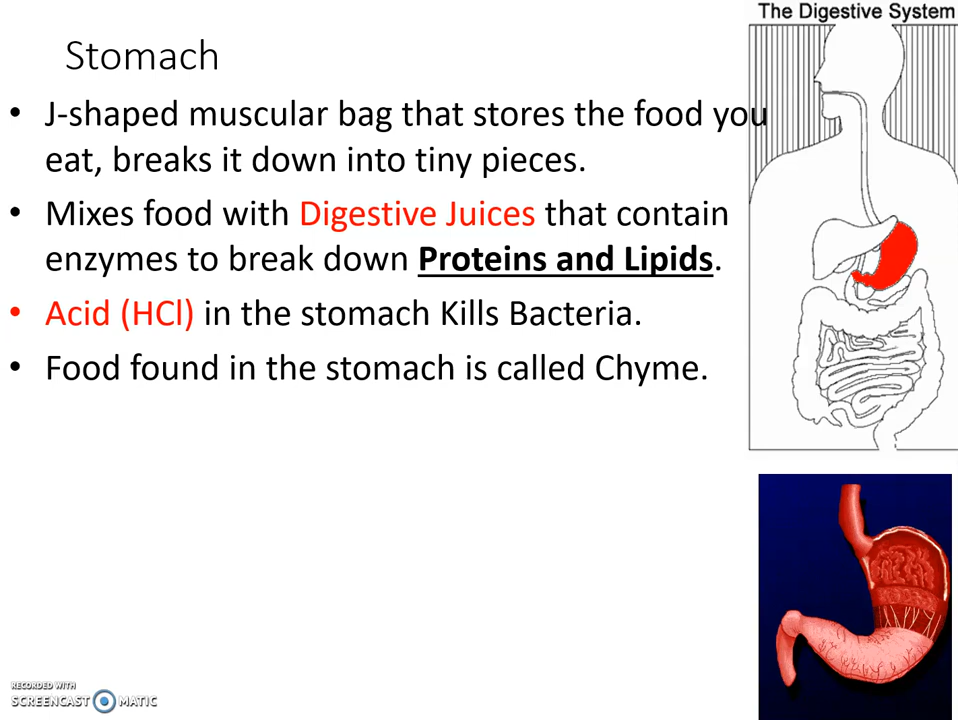 The Digestive System
Stomach
• J-shaped muscular bag that stores the food you
eat, breaks it down into tiny pieces.
• Mixes food with Digestive Juices that contain
enzymes to break down Proteins and Lipids.
• Acid (HCl) in the stomach Kills Bacteria.
• Food found in the stomach is called Chyme.
RECORDED WITH
SCREENCAST MATIC